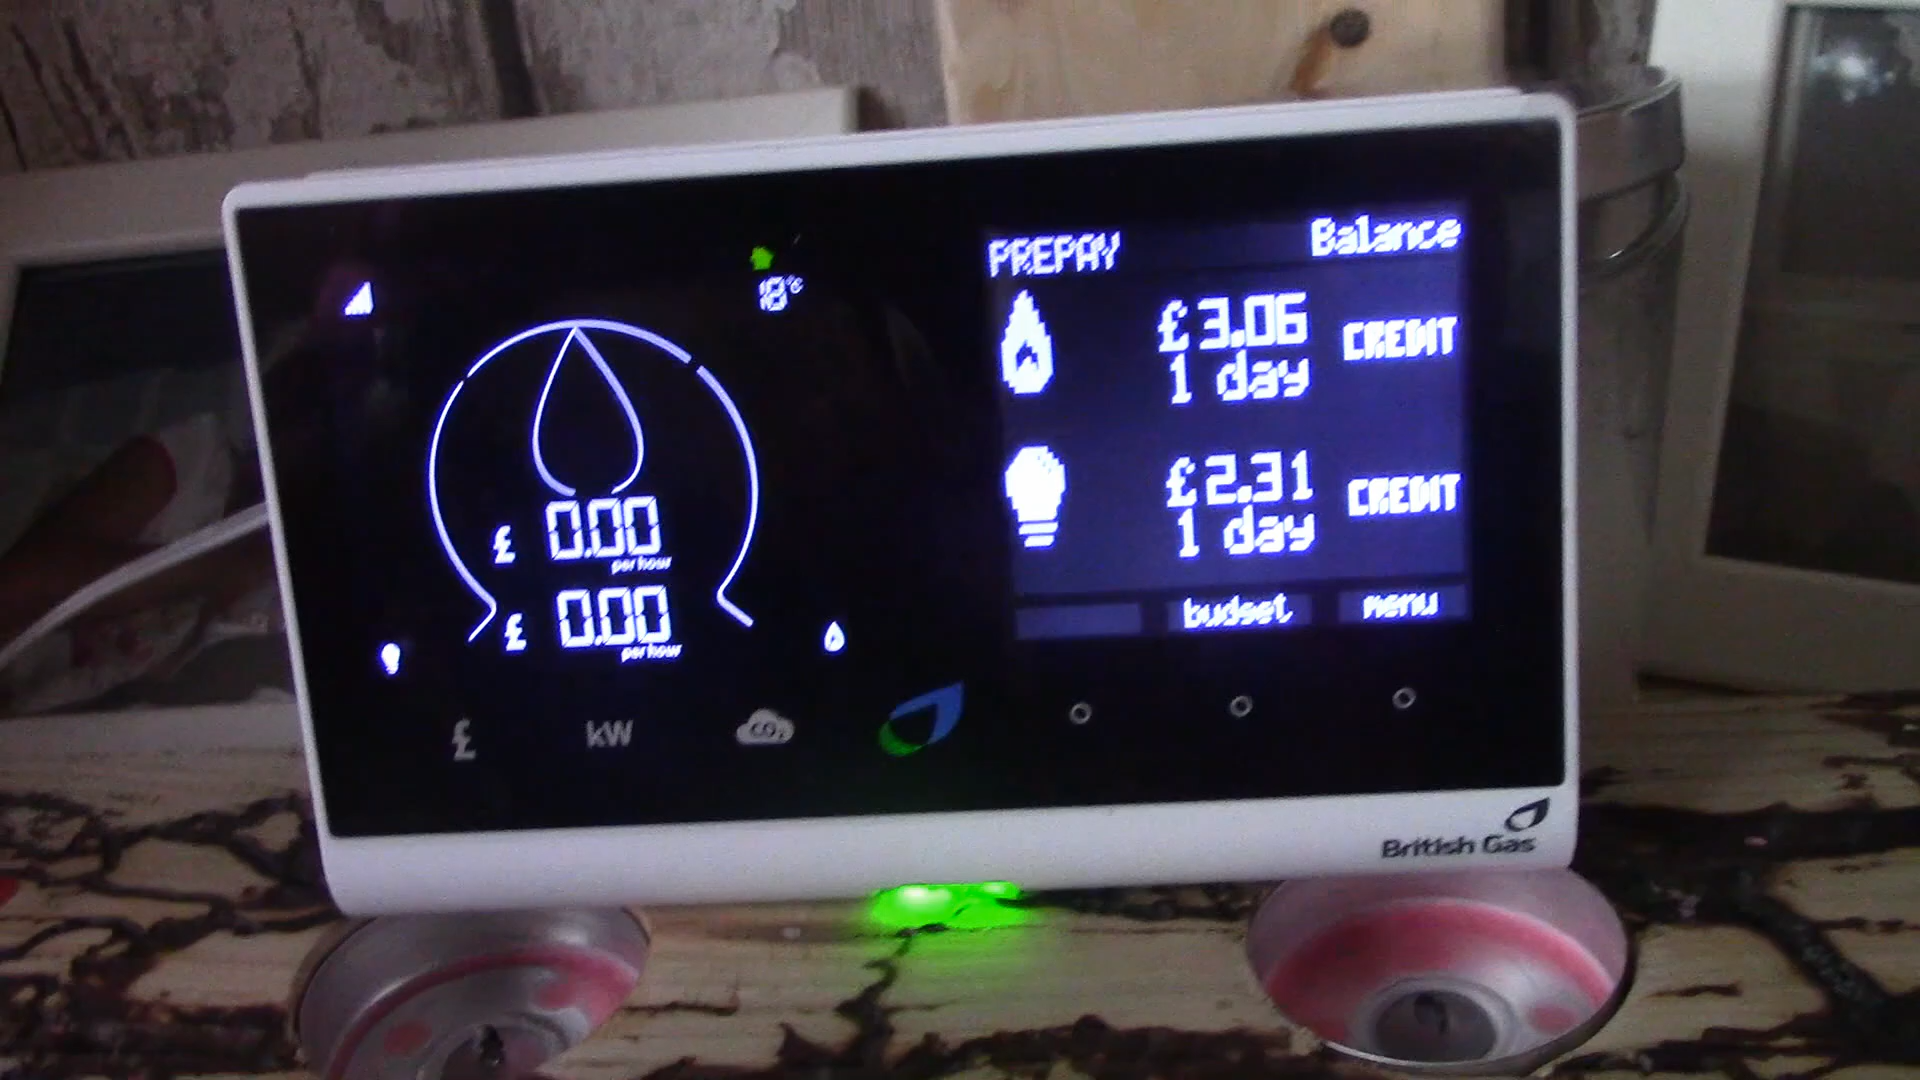 18°C
£ 0.00
per hour
£ 0.00
per hour
£ kW CO2
PREPAY Balance
£3.06 CREDIT
1 day
£2.31 CREDIT
1 day
budget menu
British Gas